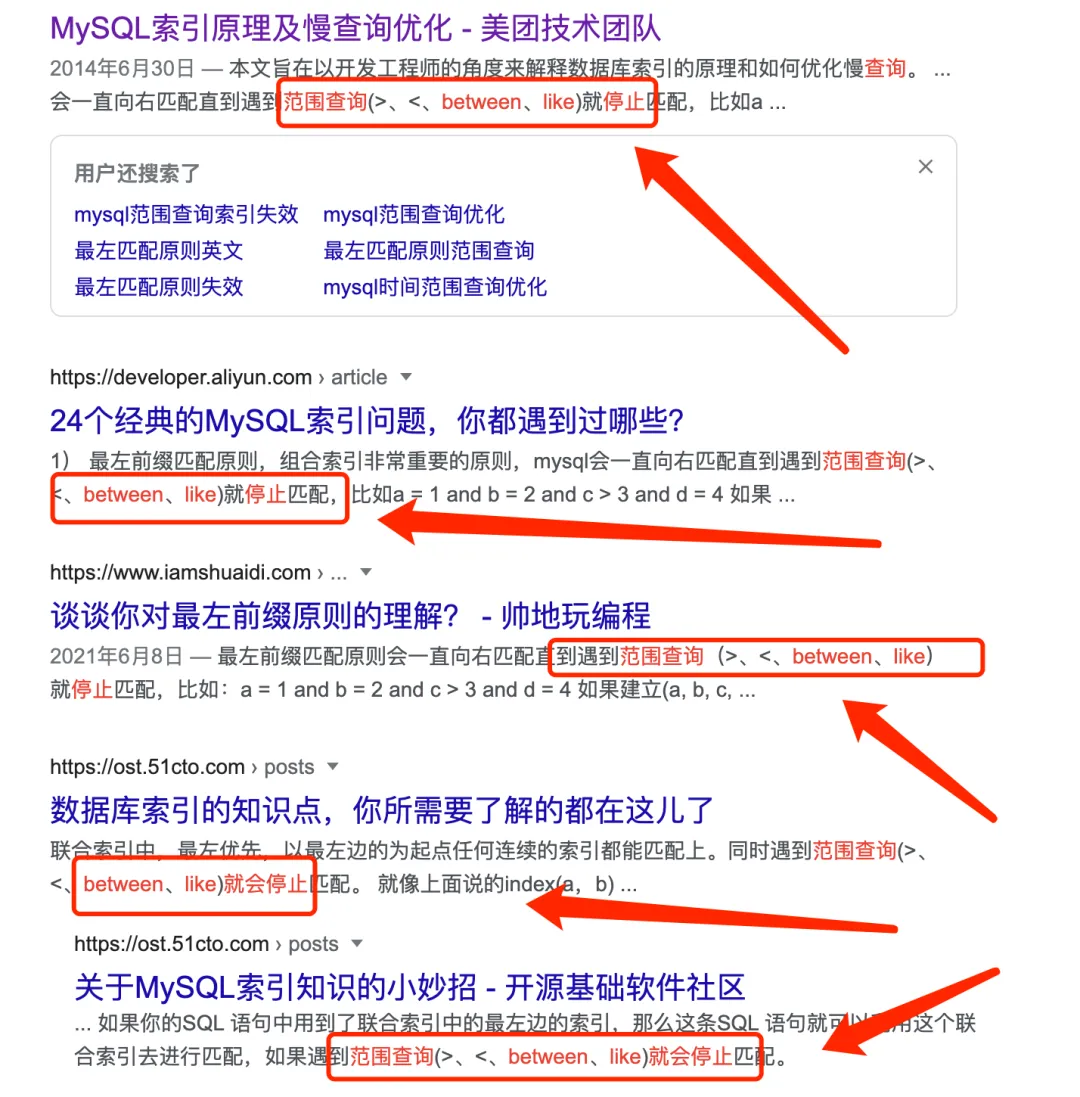 MySQL索引原理及慢查询优化 - 美团技术团队
2014年6月30日 — 本文旨在以开发工程师的角度来解释数据库索引的原理和如何优化慢查询。 ...
会一直向右匹配直到遇到范围查询(>、<、between、like)就停止匹配，比如a ...
用户还搜索了
mysql范围查询索引失效 mysql范围查询优化
最左匹配原则英文 最左匹配原则范围查询
最左匹配原则失效 mysql时间范围查询优化
https://developer.aliyun.com › article
24个经典的MySQL索引问题，你都遇到过哪些?
1） 最左前缀匹配原则，组合索引非常重要的原则，mysql会一直向右匹配直到遇到范围查询(>、
<、between、like)就停止匹配，比如a = 1 and b = 2 and c > 3 and d = 4 如果 ...
https://www.iamshuaidi.com › ...
谈谈你对最左前缀原则的理解？ - 帅地玩编程
2021年6月8日 — 最左前缀匹配原则会一直向右匹配直到遇到范围查询（>、<、between、like）
就停止匹配，比如：a = 1 and b = 2 and c > 3 and d = 4 如果建立(a, b, c, ...
https://ost.51cto.com › posts
数据库索引的知识点，你所需要了解的都在这儿了
联合索引中，最左优先，以最左边的为起点任何连续的索引都能匹配上。同时遇到范围查询(>、
<、between、like)就会停止匹配。 就像上面说的index(a，b) ...
https://ost.51cto.com › posts
关于MySQL索引知识的小妙招 - 开源基础软件社区
... 如果你的SQL 语句中用到了联合索引中的最左边的索引，那么这条SQL 语句就可以利用这个联
合索引去进行匹配，如果遇到范围查询(>、<、between、like)就会停止匹配。